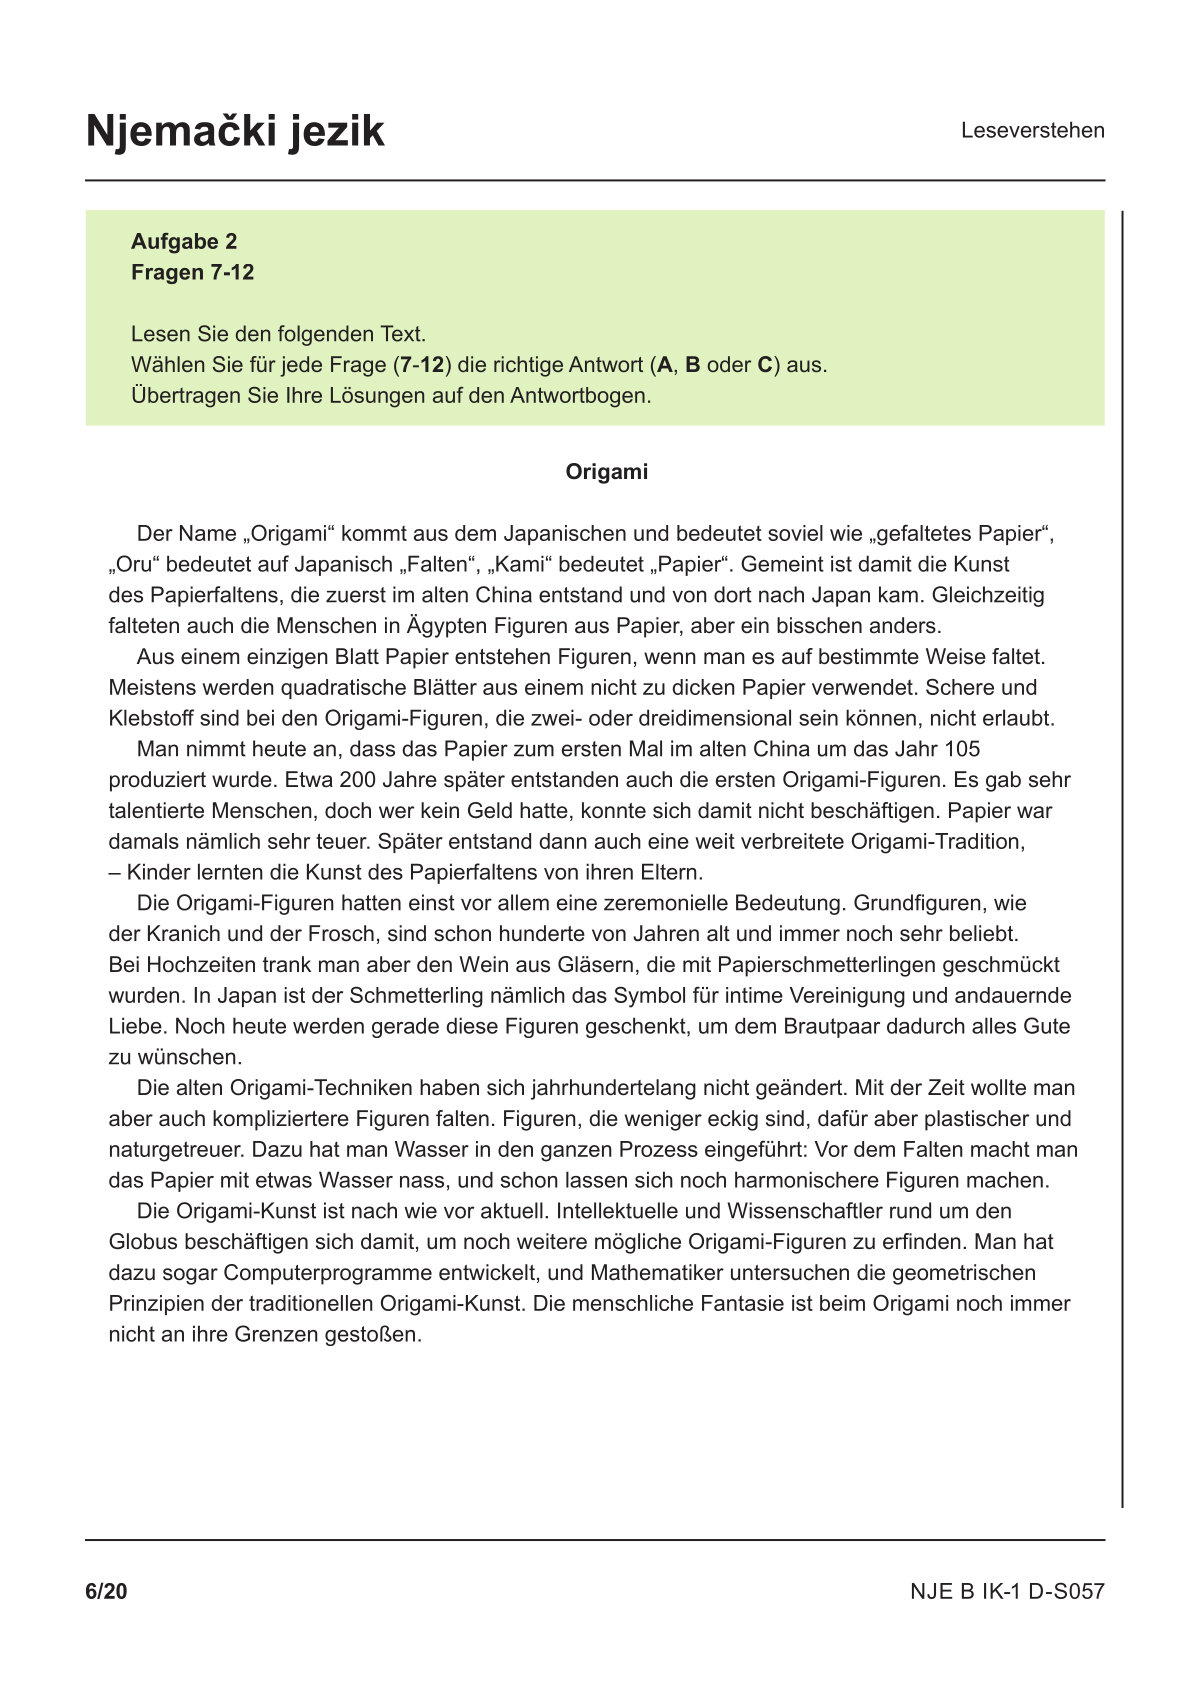 Njemački jezik
Leseverstehen
Aufgabe 2
Fragen 7-12
Lesen Sie den folgenden Text.
Wählen Sie für jede Frage (7-12) die richtige Antwort (A, B oder C) aus.
Übertragen Sie Ihre Lösungen auf den Antwortbogen.
Origami
Der Name „Origami“ kommt aus dem Japanischen und bedeutet soviel wie „gefaltetes Papier“,
„Oru“ bedeutet auf Japanisch „Falten“, „Kami“ bedeutet „Papier“. Gemeint ist damit die Kunst
des Papierfaltens, die zuerst im alten China entstand und von dort nach Japan kam. Gleichzeitig
falteten auch die Menschen in Ägypten Figuren aus Papier, aber ein bisschen anders.
Aus einem einzigen Blatt Papier entstehen Figuren, wenn man es auf bestimmte Weise faltet.
Meistens werden quadratische Blätter aus einem nicht zu dicken Papier verwendet. Schere und
Klebstoff sind bei den Origami-Figuren, die zwei- oder dreidimensional sein können, nicht erlaubt.
Man nimmt heute an, dass das Papier zum ersten Mal im alten China um das Jahr 105
produziert wurde. Etwa 200 Jahre später entstanden auch die ersten Origami-Figuren. Es gab sehr
talentierte Menschen, doch wer kein Geld hatte, konnte sich damit nicht beschäftigen. Papier war
damals nämlich sehr teuer. Später entstand dann auch eine weit verbreitete Origami-Tradition,
– Kinder lernten die Kunst des Papierfaltens von ihren Eltern.
Die Origami-Figuren hatten einst vor allem eine zeremonielle Bedeutung. Grundfiguren, wie
der Kranich und der Frosch, sind schon hunderte von Jahren alt und immer noch sehr beliebt.
Bei Hochzeiten trank man aber den Wein aus Gläsern, die mit Papierschmetterlingen geschmückt
wurden. In Japan ist der Schmetterling nämlich das Symbol für intime Vereinigung und andauernde
Liebe. Noch heute werden gerade diese Figuren geschenkt, um dem Brautpaar dadurch alles Gute
zu wünschen.
Die alten Origami-Techniken haben sich jahrhundertelang nicht geändert. Mit der Zeit wollte man
aber auch kompliziertere Figuren falten. Figuren, die weniger eckig sind, dafür aber plastischer und
naturgetreuer. Dazu hat man Wasser in den ganzen Prozess eingeführt: Vor dem Falten macht man
das Papier mit etwas Wasser nass, und schon lassen sich noch harmonischere Figuren machen.
Die Origami-Kunst ist nach wie vor aktuell. Intellektuelle und Wissenschaftler rund um den
Globus beschäftigen sich damit, um noch weitere mögliche Origami-Figuren zu erfinden. Man hat
dazu sogar Computerprogramme entwickelt, und Mathematiker untersuchen die geometrischen
Prinzipien der traditionellen Origami-Kunst. Die menschliche Fantasie ist beim Origami noch immer
nicht an ihre Grenzen gestoßen.
6/20
NJE B IK-1 D-S057